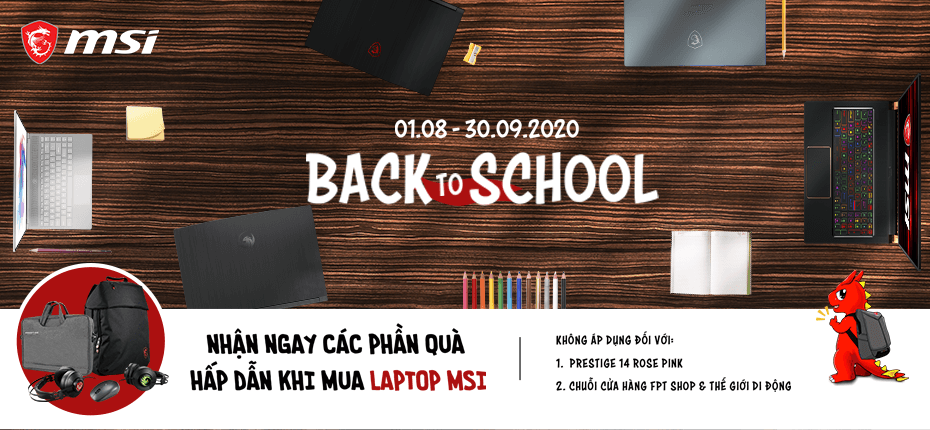 msi
01.08 - 30.09.2020
BACK TO SCHOOL
NHẬN NGAY CÁC PHẦN QUÀ
HẤP DẪN KHI MUA LAPTOP MSI
KHÔNG ÁP DỤNG ĐỐI VỚI:
1. PRESTIGE 14 ROSE PINK
2. CHUỖI CỬA HÀNG FPT SHOP & THẾ GIỚI DI ĐỘNG